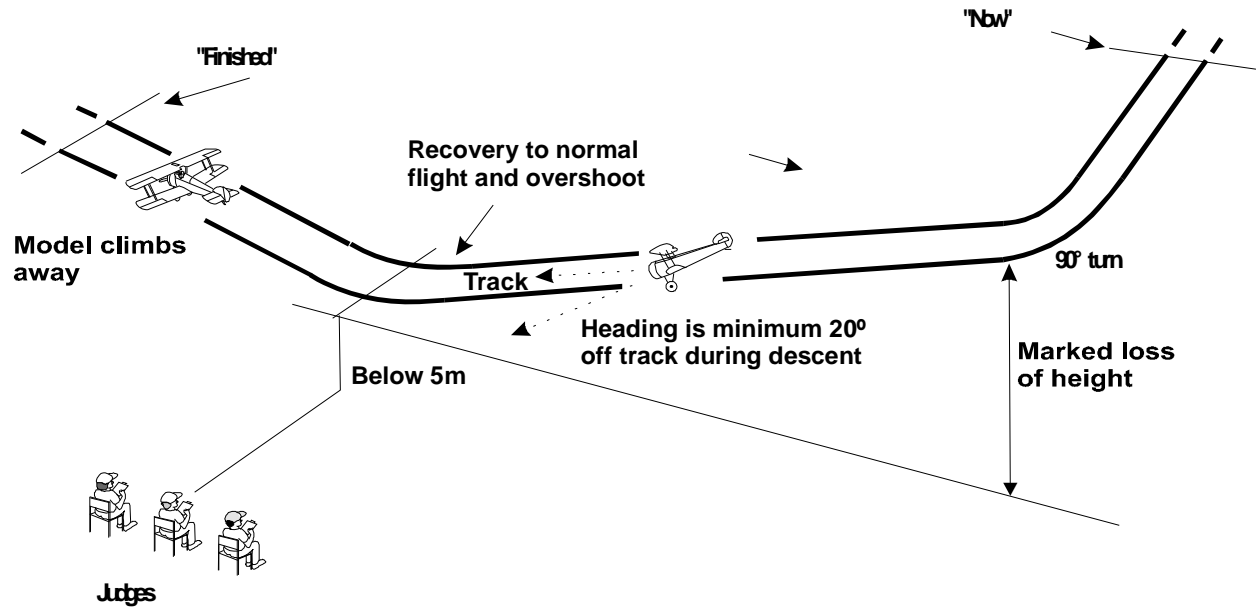 "Now"
"Finished"
Recovery to normal
flight and overshoot
Model climbs
away
90° turn
Track
Heading is minimum 20º
off track during descent
Marked loss
of height
Below 5m
Judges